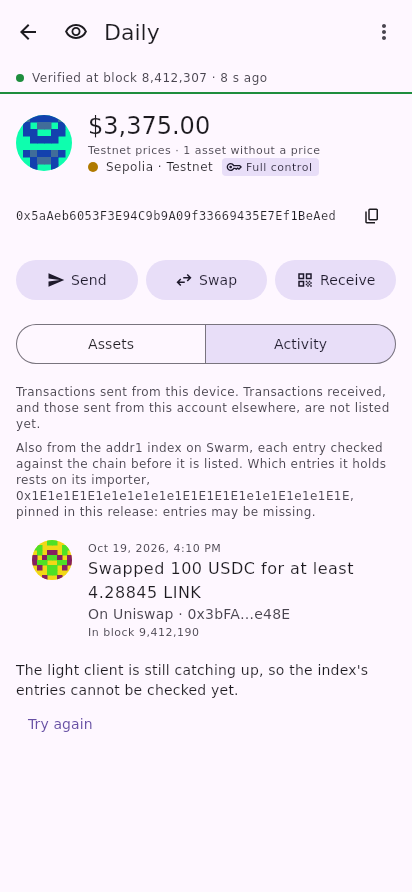 Daily
Verified at block 8,412,307 · 8 s ago
$3,375.00
Testnet prices · 1 asset without a price
Sepolia · Testnet
Full control
0x5aAeb6053F3E94C9b9A09f33669435E7Ef1BeAed
Send
Swap
Receive
Assets
Activity
Transactions sent from this device. Transactions received,
and those sent from this account elsewhere, are not listed
yet.
Also from the addr1 index on Swarm, each entry checked
against the chain before it is listed. Which entries it holds
rests on its importer,
0x1E1e1E1E1e1e1e1e1e1E1E1E1E1e1E1e1e1e1E1E,
pinned in this release: entries may be missing.
Oct 19, 2026, 4:10 PM
Swapped 100 USDC for at least
4.28845 LINK
On Uniswap · 0x3bFA…e48E
In block 9,412,190
The light client is still catching up, so the index's
entries cannot be checked yet.
Try again